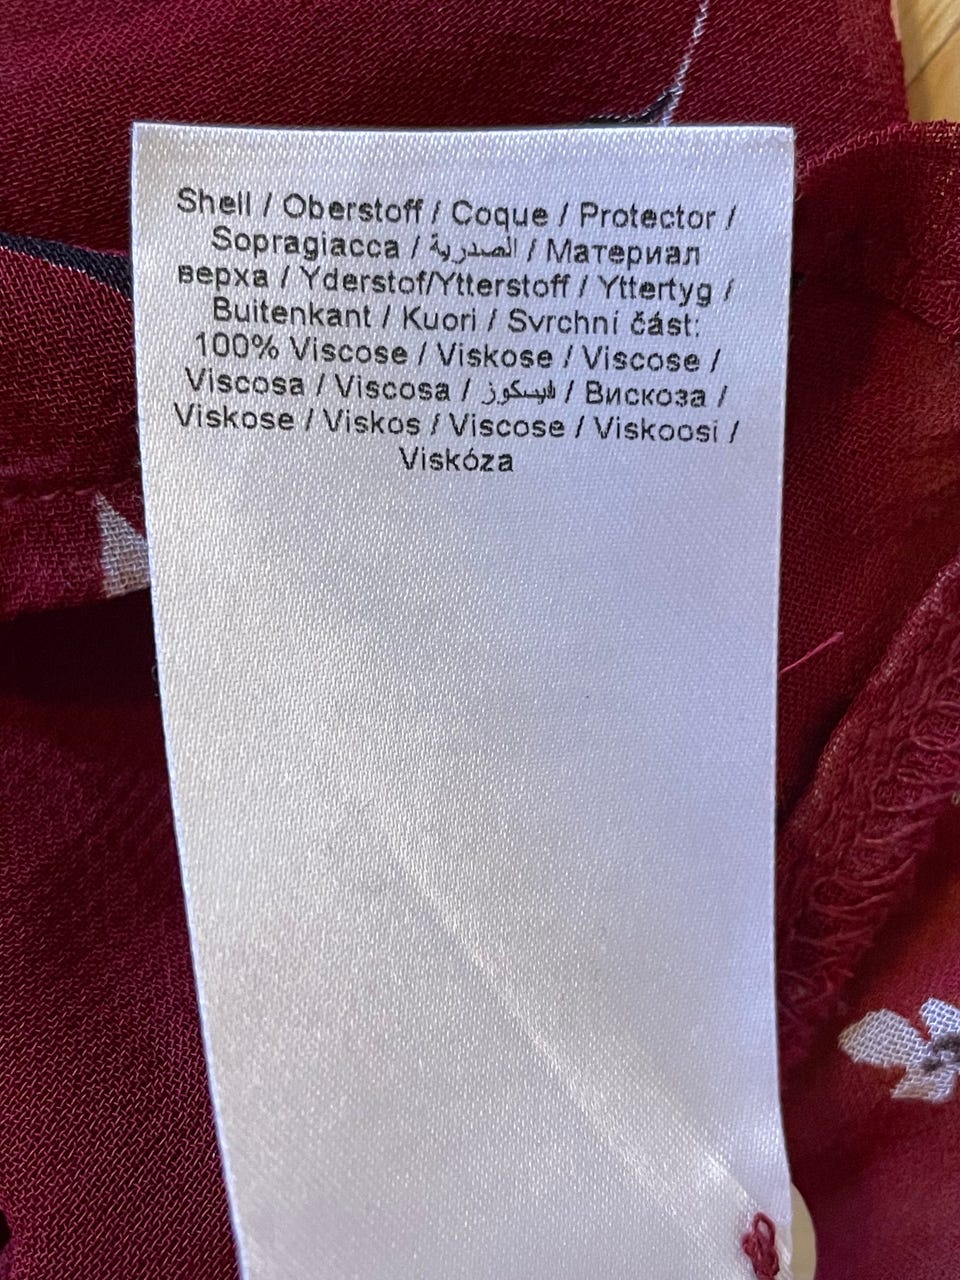 Shell / Oberstoff / Coque / Protector /
Sopragiacca / الصدرية / Материал
верха / Yderstof/Ytterstoff / Yttertyg /
Buitenkant / Kuori / Svrchní část:
100% Viscose / Viskose / Viscose /
Viscosa / Viscosa / فيسكوز / Вискоза /
Viskose / Viskos / Viscose / Viskoosi /
Viskóza